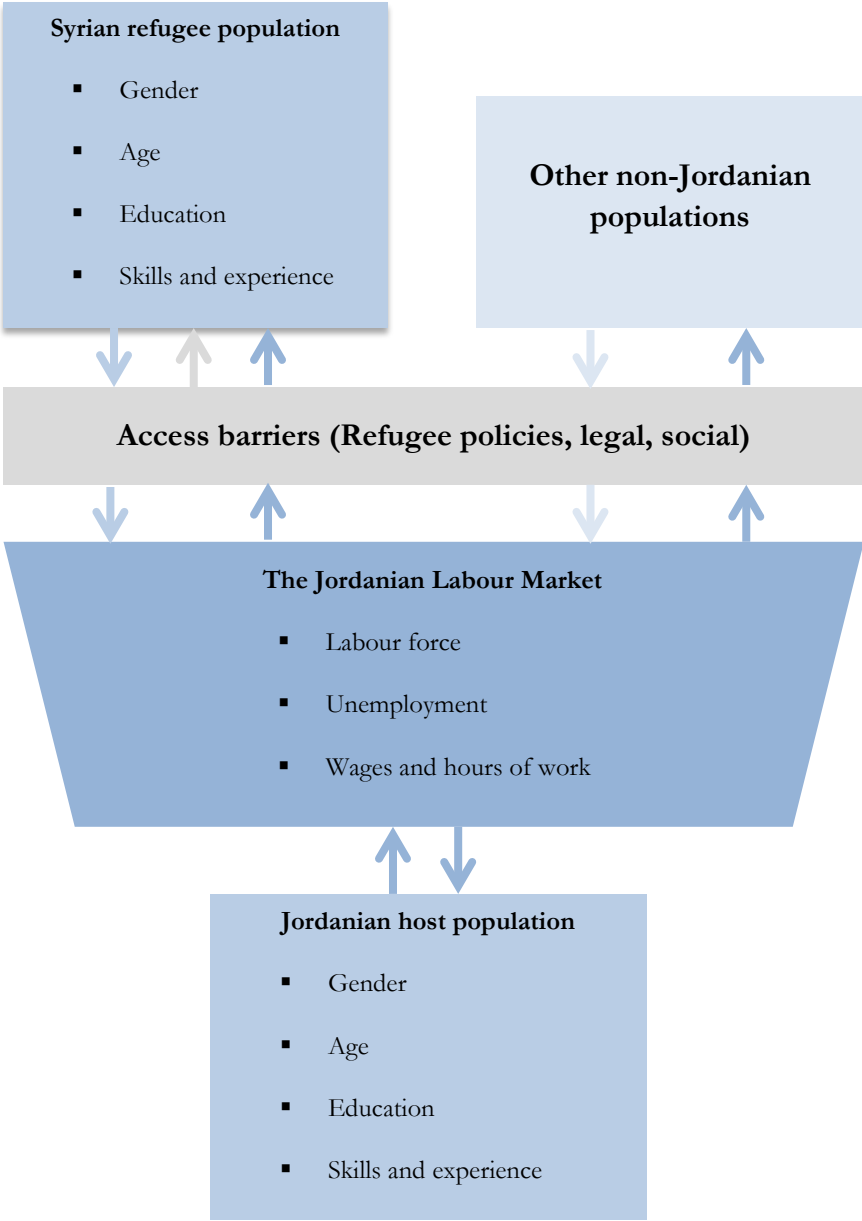 Syrian refugee population
▪ Gender
▪ Age
▪ Education
▪ Skills and experience
Other non-Jordanian
populations
Access barriers (Refugee policies, legal, social)
The Jordanian Labour Market
▪ Labour force
▪ Unemployment
▪ Wages and hours of work
Jordanian host population
▪ Gender
▪ Age
▪ Education
▪ Skills and experience